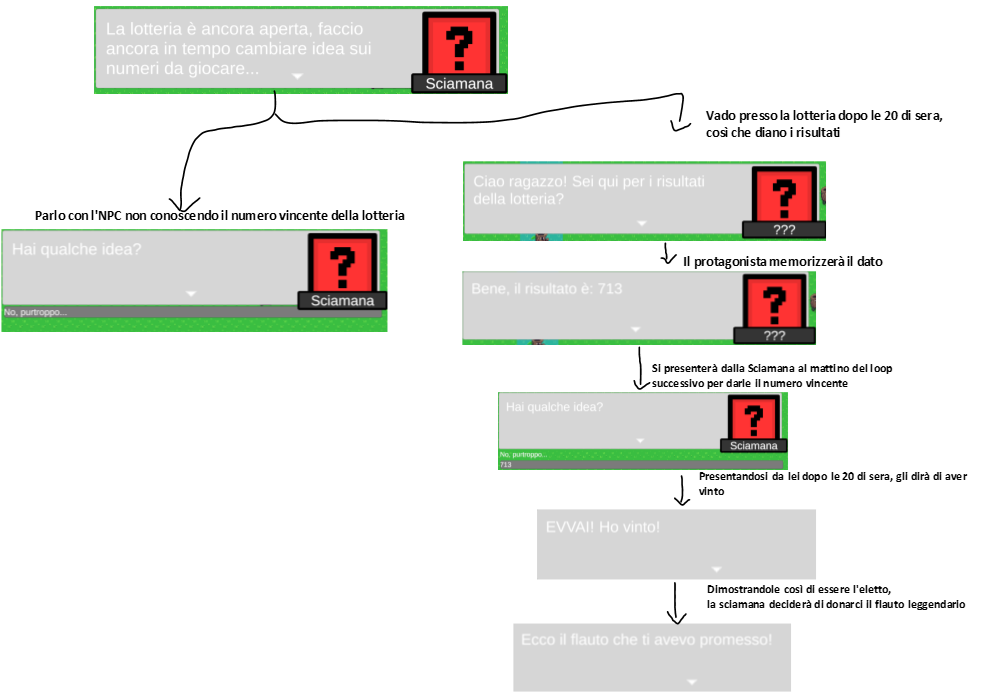 La lotteria è ancora aperta, faccio
ancora in tempo cambiare idea sui
numeri da giocare...
?
Sciamana
Vado presso la lotteria dopo le 20 di sera,
così che diano i risultati
Parlo con l'NPC non conoscendo il numero vincente della lotteria
Hai qualche idea?
?
Sciamana
No, purtroppo...
Ciao ragazzo! Sei qui per i risultati
della lotteria?
?
???
Il protagonista memorizzerà il dato
Bene, il risultato è: 713
?
???
Si presenterà dalla Sciamana al mattino del loop
successivo per darle il numero vincente
Hai qualche idea?
?
Sciamana
No, purtroppo...
713
Presentandosi da lei dopo le 20 di sera, gli dirà di aver
vinto
EVVAI! Ho vinto!
Dimostrandole così di essere l'eletto,
la sciamana deciderà di donarci il flauto leggendario
Ecco il flauto che ti avevo promesso!